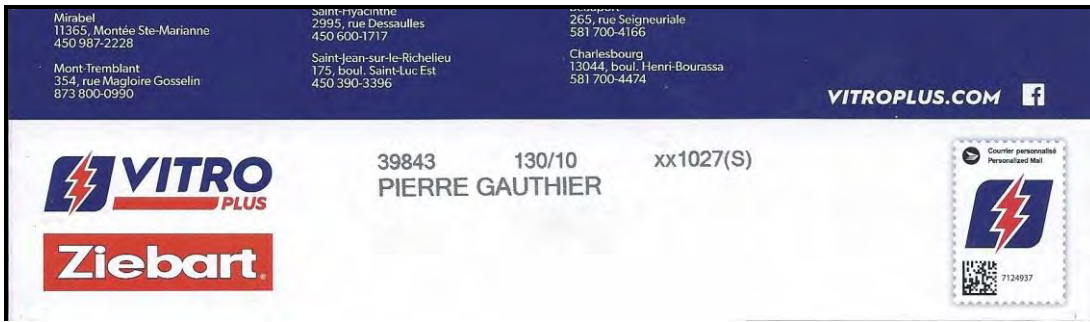 Mirabel
11365, Montée Ste-Marianne
450 987-2228
Mont-Tremblant
354, rue Magloire Gosselin
873 800-0990
Saint-Hyacinthe
2995, rue Dessaulles
450 600-1717
Saint-Jean-sur-le-Richelieu
175, boul. Saint-Luc Est
450 390-3396
265, rue Seigneuriale
581 700-4166
Charlesbourg
13044, boul. Henri-Bourassa
581 700-4474
VITROPLUS.COM
VITRO
PLUS
Ziebart
39843 130/10 xx1027(S)
PIERRE GAUTHIER
Courrier personnalisé
Personalized Mail
7124937